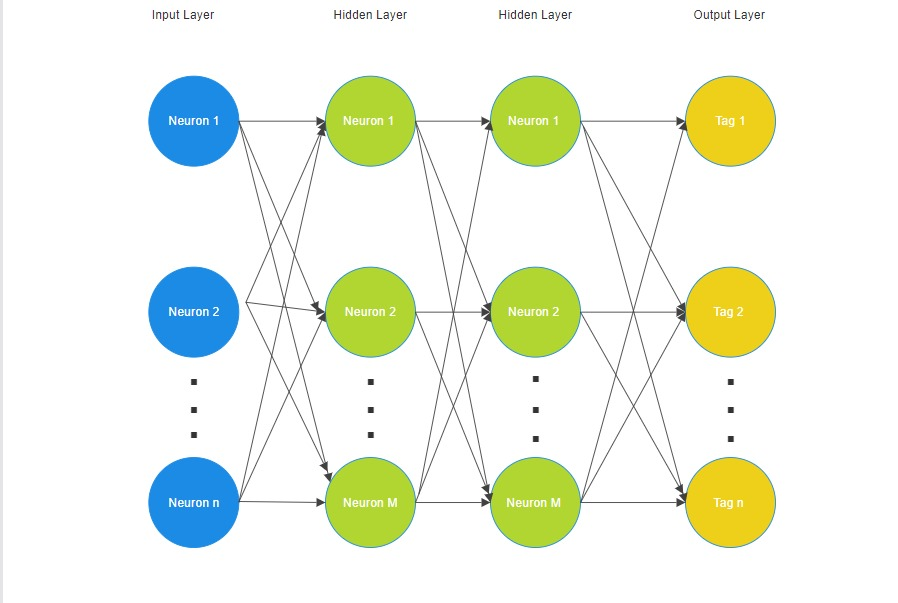 Input Layer
Hidden Layer
Hidden Layer
Output Layer
Neuron 1
Neuron 1
Neuron 1
Tag 1
Neuron 2
Neuron 2
Neuron 2
Tag 2
Neuron n
Neuron M
Neuron M
Tag n